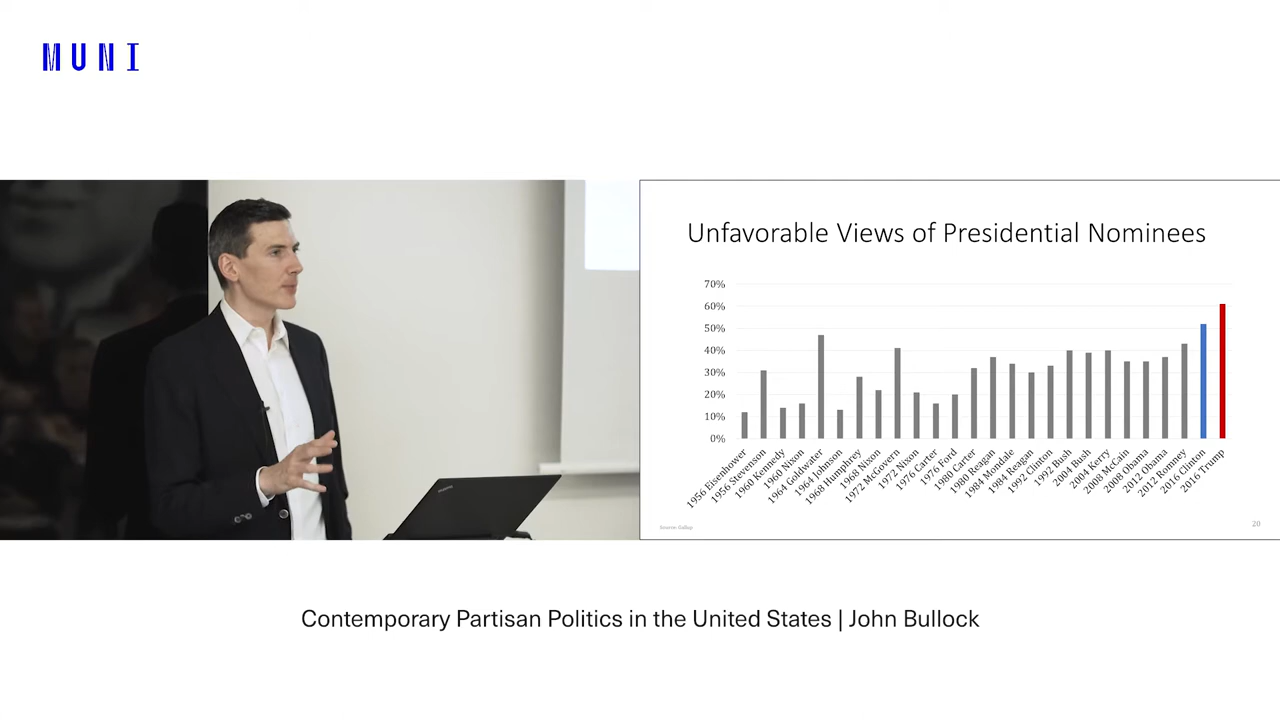 MUNI
Unfavorable Views of Presidential Nominees
70%
60%
50%
40%
30%
20%
10%
0%
1956 Eisenhower
1956 Stevenson
1960 Kennedy
1960 Nixon
1964 Goldwater
1964 Johnson
1968 Humphrey
1968 Nixon
1972 McGovern
1972 Nixon
1976 Carter
1976 Ford
1980 Carter
1980 Reagan
1984 Mondale
1984 Reagan
1992 Clinton
1992 Bush
2004 Bush
2004 Kerry
2008 McCain
2008 Obama
2012 Obama
2012 Romney
2016 Clinton
2016 Trump
Source: Gallup
20
Contemporary Partisan Politics in the United States | John Bullock